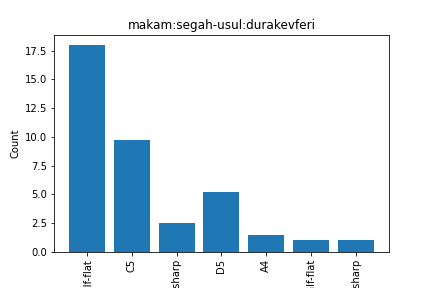 makam:segah-usul:durakevferi
17.5
15.0
12.5
10.0
7.5
5.0
2.5
0.0
Count
lf-flat
C5
sharp
D5
A4
lf-flat
sharp